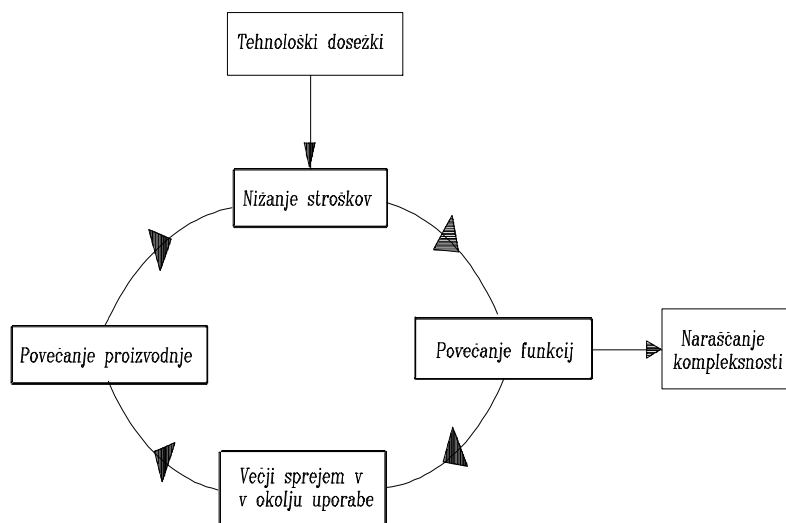 Tehnološki dosežki
Nižanje stroškov
Povečanje proizvodnje
Povečanje funkcij
Naraščanje
kompleksnosti
Večji sprejem v
v okolju uporabe